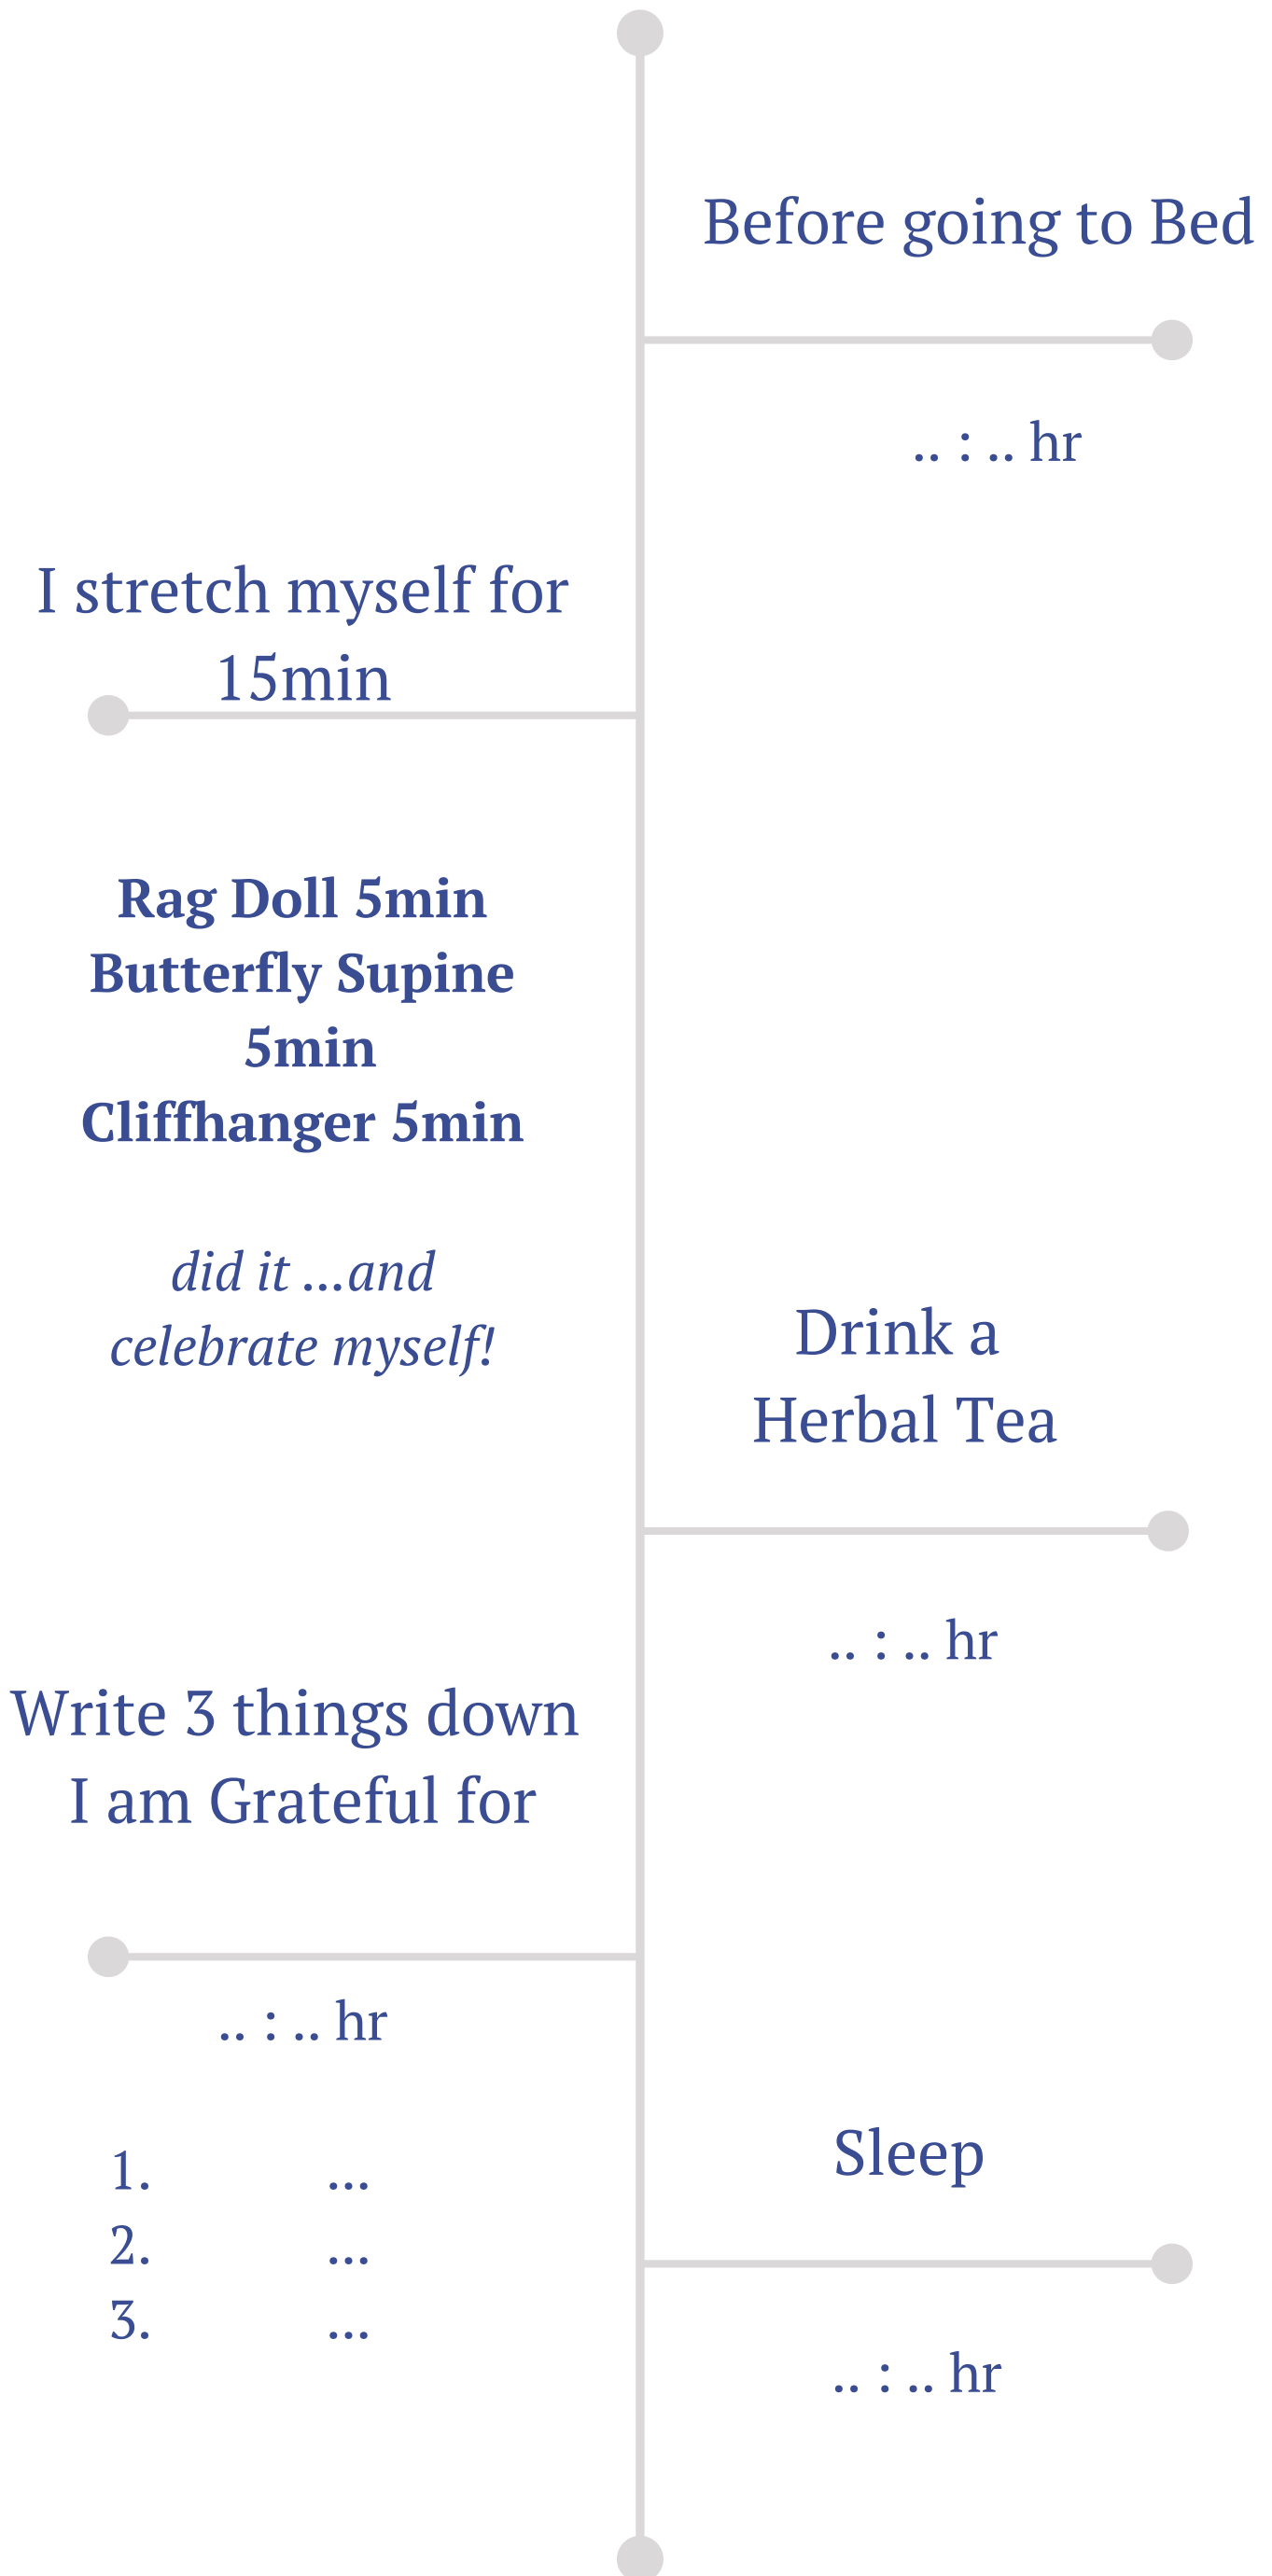 Before going to Bed
.. : .. hr
I stretch myself for
15min
Rag Doll 5min
Butterfly Supine
5min
Cliffhanger 5min
did it ...and
celebrate myself!
Drink a
Herbal Tea
.. : .. hr
Write 3 things down
I am Grateful for
.. : .. hr
1. ...
2. ...
3. ...
Sleep
.. : .. hr